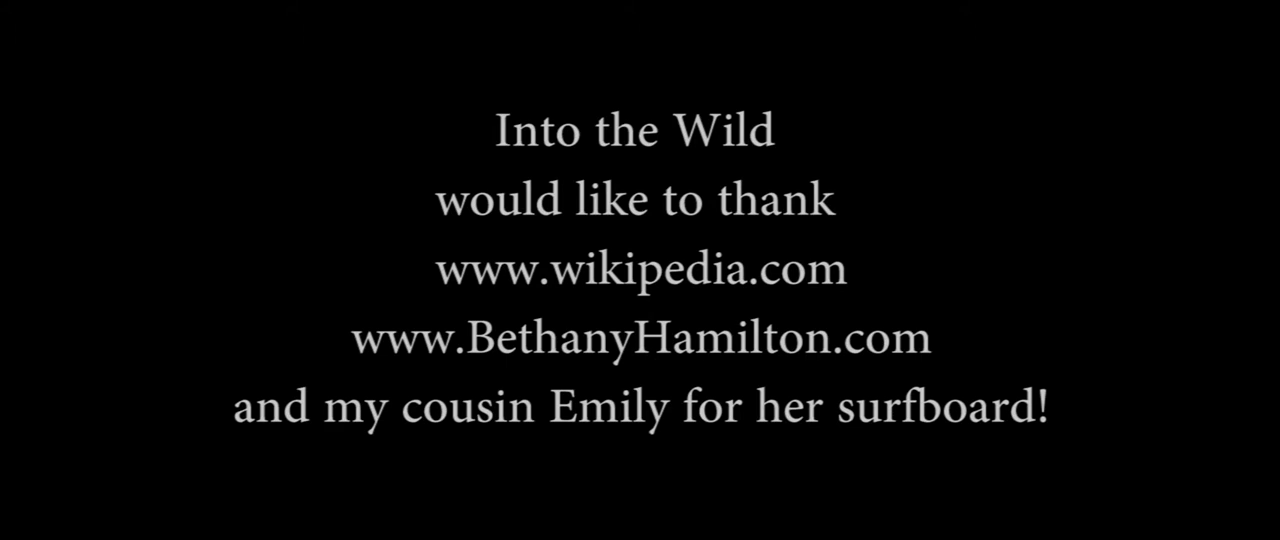 Into the Wild
would like to thank
www.wikipedia.com
www.BethanyHamilton.com
and my cousin Emily for her surfboard!